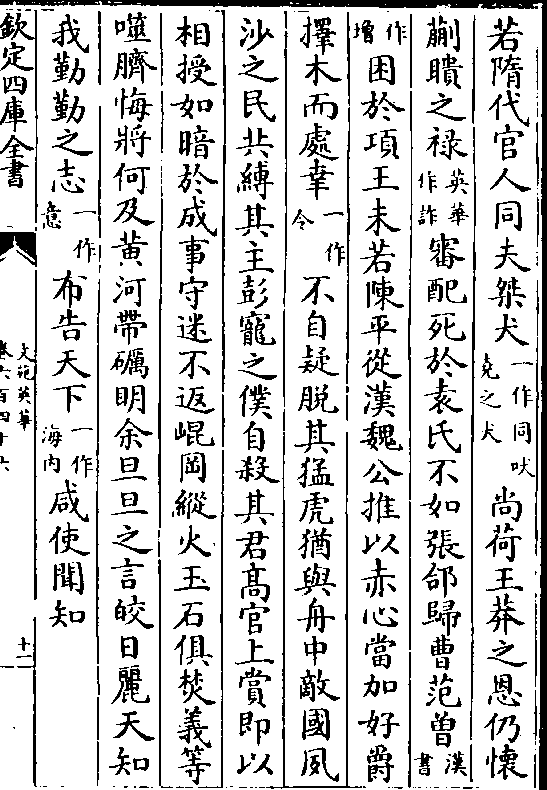 若隋代官人同夫桀犬一作同吠堯之犬尚荷王莽之恩仍懷
蒯聵之祿英華作詐審配死於袁氏不如張郃歸曹范曽漢書
作增困於項王未若陳平從漢魏公推以赤心當加好爵
擇木而處幸一作令不自疑脱其猛虎猶與舟中敵國夙
沙之民共縛其主彭寵之僕自殺其君髙官上賞即以
相授如暗於成事守迷不返崐岡縱火玉石俱焚義等
噬臍悔將何及黄河帶礪明余旦旦之言皎日麗天知
我勤勤之志一作意布告天下一作海内咸使聞知
欽定四庫全書
文苑英華
卷六百四十六
十一